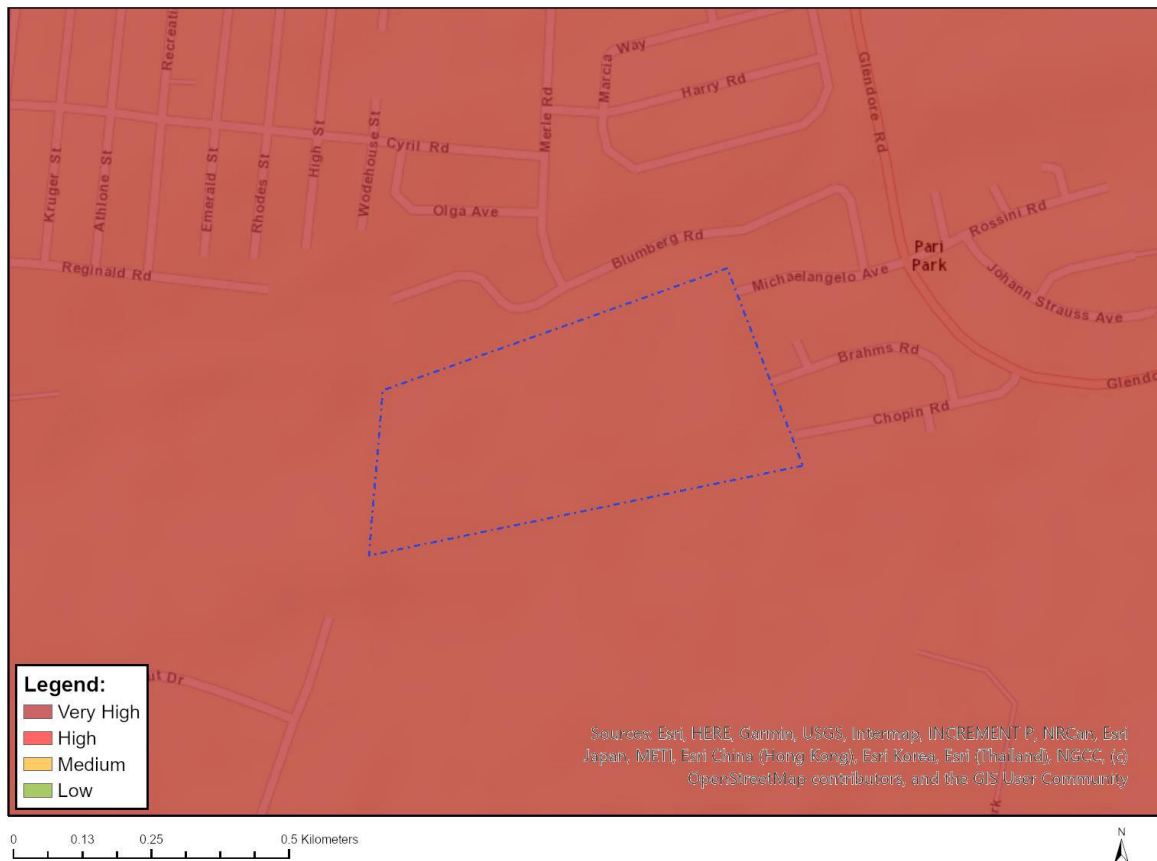 Recreati
Marcia Way
Harry Rd
Glendore Rd
Merle Rd
Cyril Rd
High St
Wodehouse St
Kruger St
Athlone St
Emerald St
Rhodes St
Olga Ave
Blumberg Rd
Reginald Rd
Rossini Rd
Pari
Park
Michaelangelo Ave
Johann Strauss Ave
Brahms Rd
Glendo
Chopin Rd
ut Dr
rk
Legend:
Very High
High
Medium
Low
Sources: Esri, HERE, Garmin, USGS, Intermap, INCREMENT P, NRCan, Esri
Japan, METI, Esri China (Hong Kong), Esri Korea, Esri (Thailand), NGCC, (c)
OpenStreetMap contributors, and the GIS User Community
0 0.13 0.25 0.5 Kilometers
N